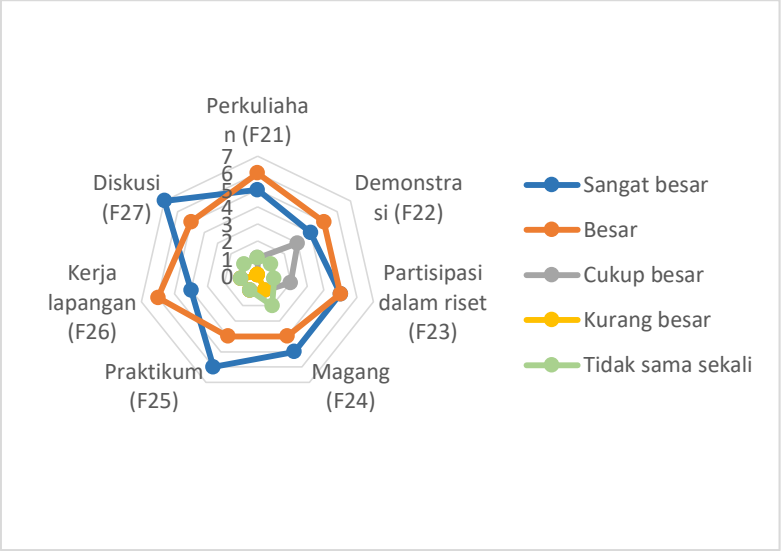 Perkuliaha
n (F21)
7
6
5
4
3
2
1
0
Demonstra
si (F22)
Partisipasi
dalam riset
(F23)
Magang
(F24)
Praktikum
(F25)
Kerja
lapangan
(F26)
Diskusi
(F27)
Sangat besar
Besar
Cukup besar
Kurang besar
Tidak sama sekali